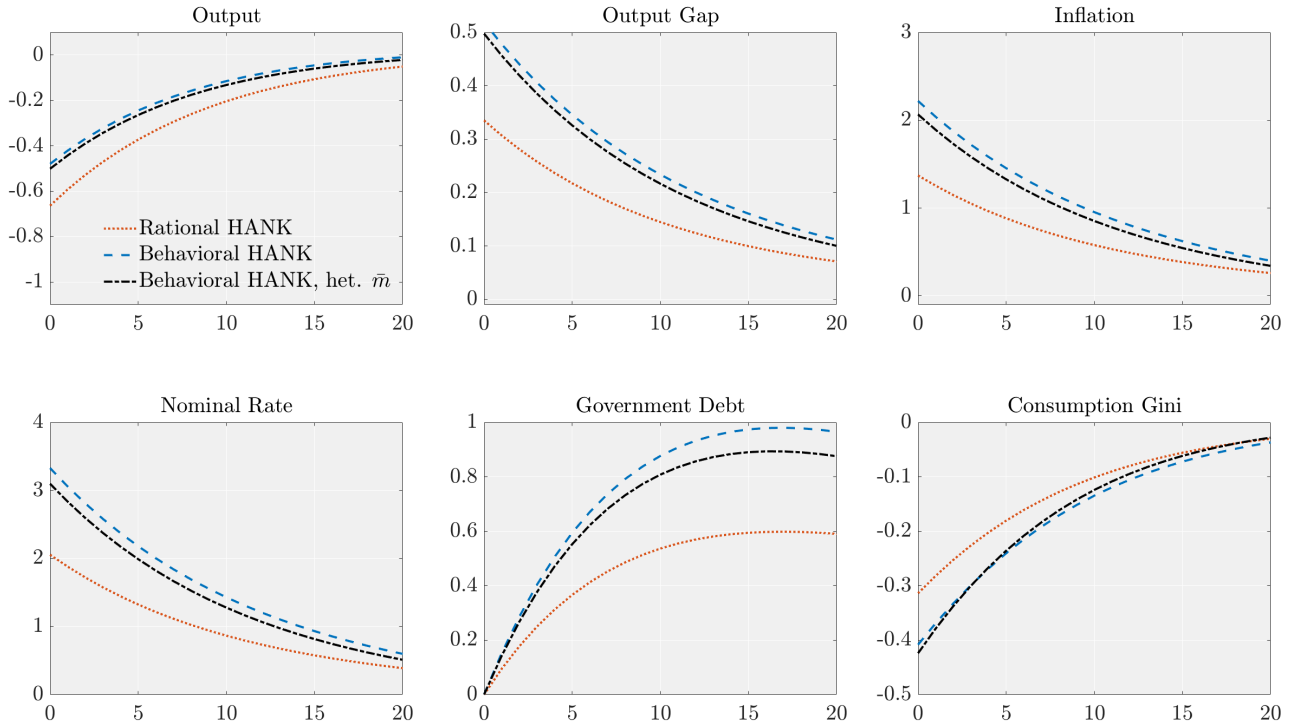 Output
0
-0.2
-0.4
-0.6
-0.8
-1
Rational HANK
Behavioral HANK
Behavioral HANK, het. m̄
0 5 10 15 20
Output Gap
0.5
0.4
0.3
0.2
0.1
0
0 5 10 15 20
Inflation
3
2
1
0
0 5 10 15 20
Nominal Rate
4
3
2
1
0
0 5 10 15 20
Government Debt
1
0.8
0.6
0.4
0.2
0
0 5 10 15 20
Consumption Gini
0
-0.1
-0.2
-0.3
-0.4
-0.5
0 5 10 15 20